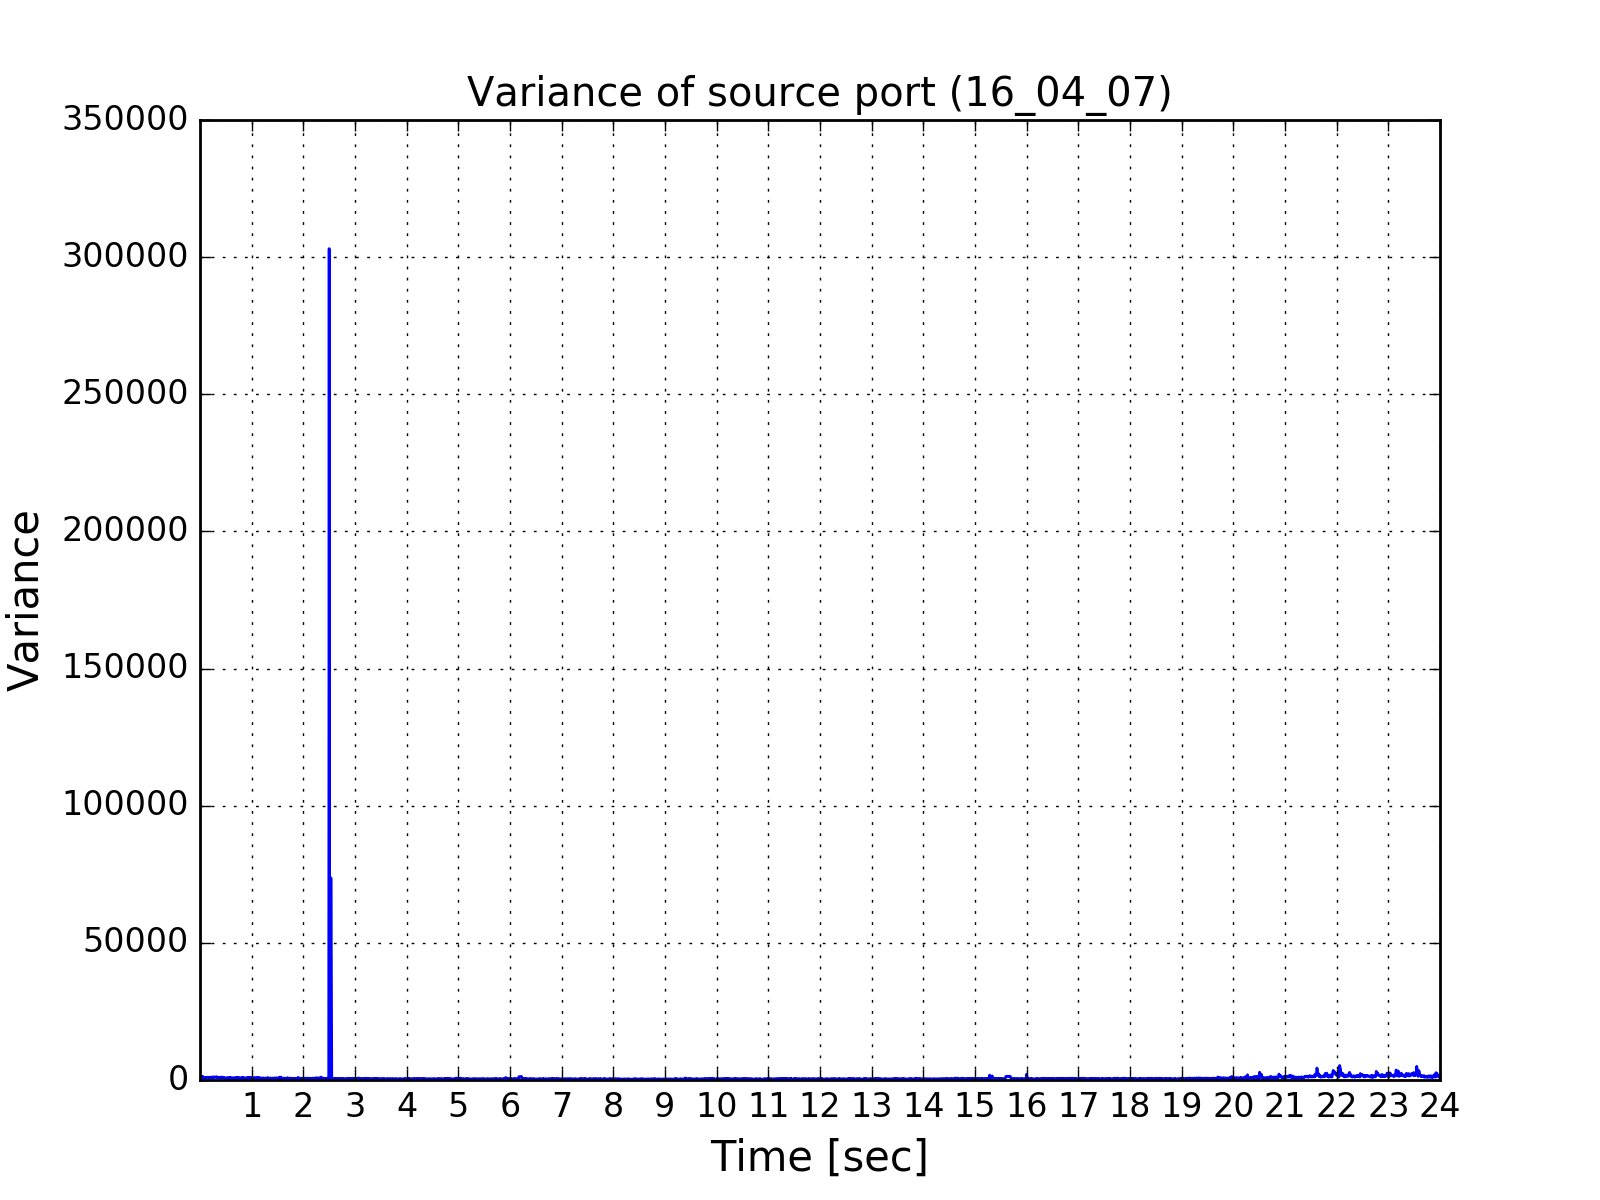 Variance of source port (16_04_07)
350000
300000
250000
200000
150000
100000
50000
0
Variance
1 2 3 4 5 6 7 8 9 10 11 12 13 14 15 16 17 18 19 20 21 22 23 24
Time [sec]